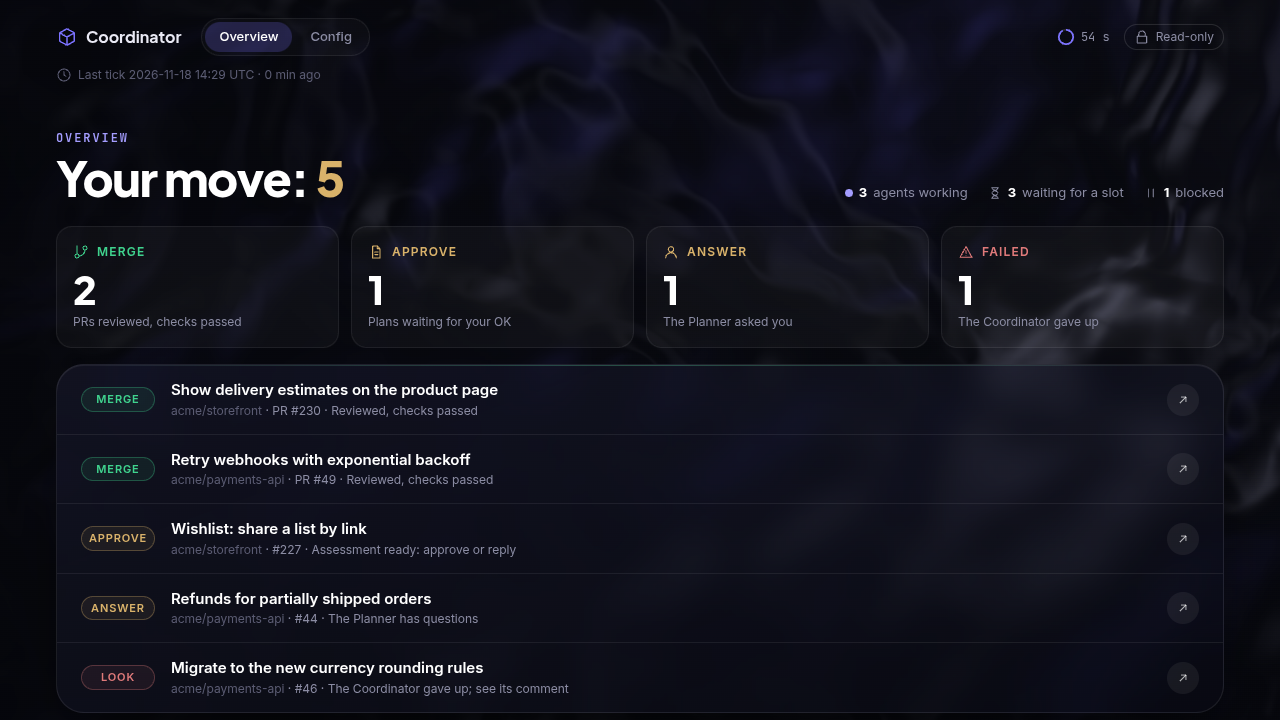 Coordinator
Overview
Config
54 s
Read-only
Last tick 2026-11-18 14:29 UTC · 0 min ago
OVERVIEW
Your move: 5
3 agents working
3 waiting for a slot
1 blocked
MERGE
2
PRs reviewed, checks passed
APPROVE
1
Plans waiting for your OK
ANSWER
1
The Planner asked you
FAILED
1
The Coordinator gave up
MERGE
Show delivery estimates on the product page
acme/storefront · PR #230 · Reviewed, checks passed
MERGE
Retry webhooks with exponential backoff
acme/payments-api · PR #49 · Reviewed, checks passed
APPROVE
Wishlist: share a list by link
acme/storefront · #227 · Assessment ready: approve or reply
ANSWER
Refunds for partially shipped orders
acme/payments-api · #44 · The Planner has questions
LOOK
Migrate to the new currency rounding rules
acme/payments-api · #46 · The Coordinator gave up; see its comment